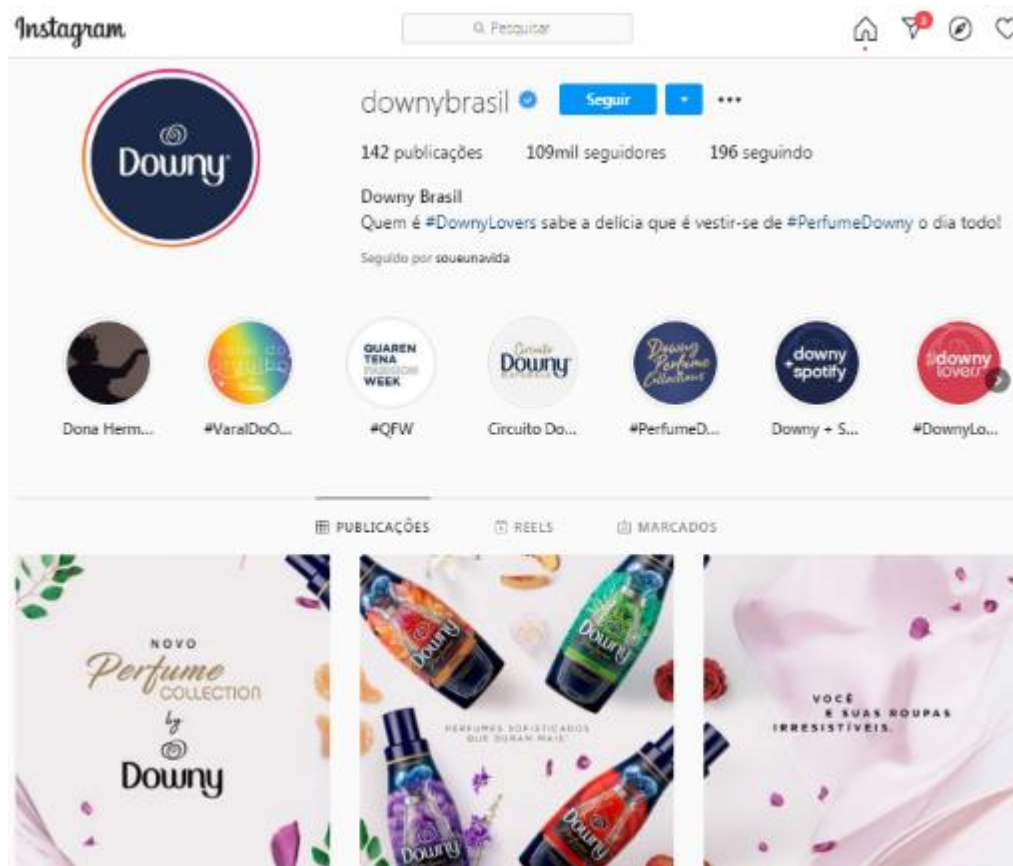 Instagram
Pesquisar
3
downybrasil
Seguir
142 publicações 109mil seguidores 196 seguindo
Downy Brasil
Quem é #DownyLovers sabe a delícia que é vestir-se de #PerfumeDowny o dia todo!
Seguido por soueunavida
Downy
QUAREN
TENA
FASHION
WEEK
Circuito
Downy
Downy
Perfume
Collections
downy
+spotify
#downy
lovers
Dona Herm...
#VaralDoO...
#QFW
Circuito Do...
#PerfumeD...
Downy + S...
#DownyLo...
PUBLICAÇÕES
REELS
MARCADOS
NOVO
Perfume
COLLECTION
by
Downy
Downy
Downy
PERFUMES SOFISTICADOS
QUE DURAM MAIS*
Downy
Downy
VOCÊ
E SUAS ROUPAS
IRRESISTÍVEIS.